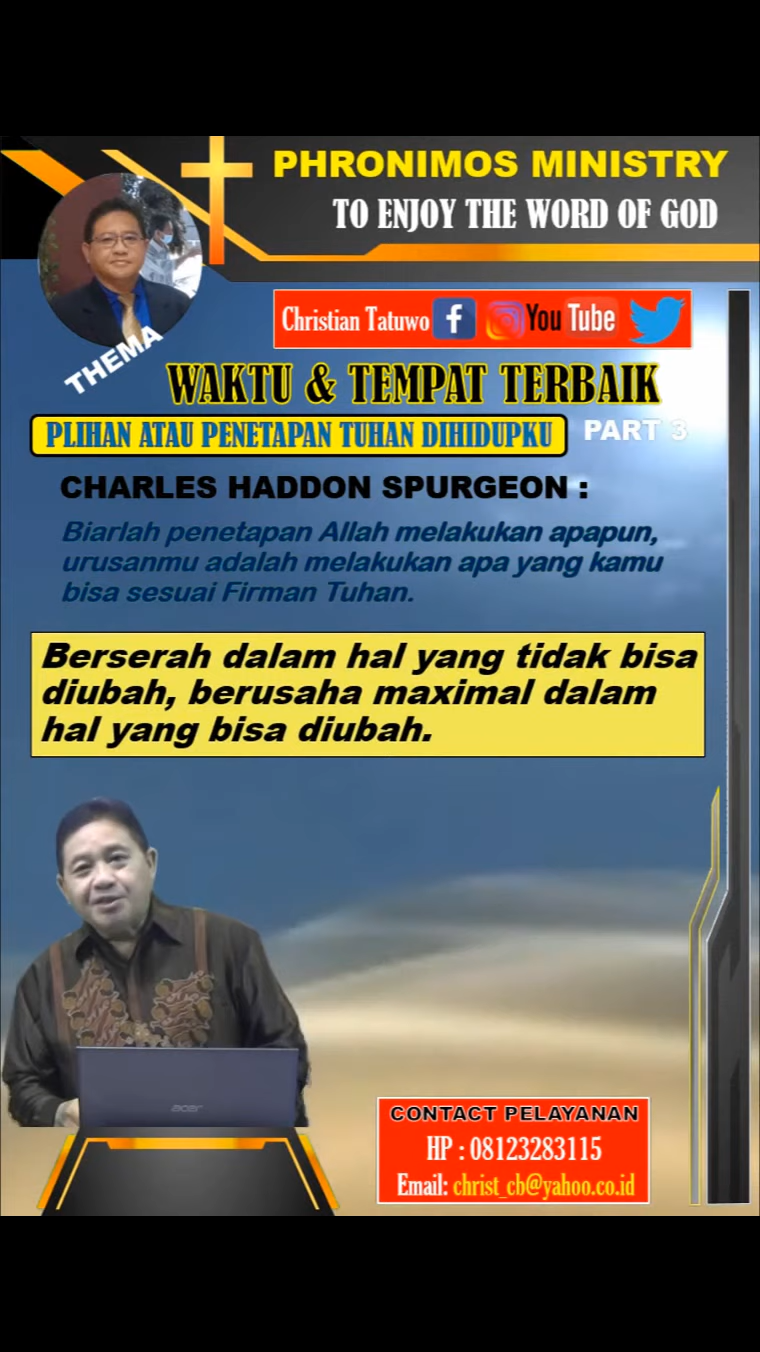 PHRONIMOS MINISTRY
TO ENJOY THE WORD OF GOD
Christian Tatuwo f You Tube
THEMA
WAKTU & TEMPAT TERBAIK
PLIHAN ATAU PENETAPAN TUHAN DIHIDUPKU
PART 3
CHARLES HADDON SPURGEON :
Biarlah penetapan Allah melakukan apapun,
urusanmu adalah melakukan apa yang kamu
bisa sesuai Firman Tuhan.
Berserah dalam hal yang tidak bisa
diubah, berusaha maximal dalam
hal yang bisa diubah.
acer
CONTACT PELAYANAN
HP : 08123283115
Email: christ_cb@yahoo.co.id